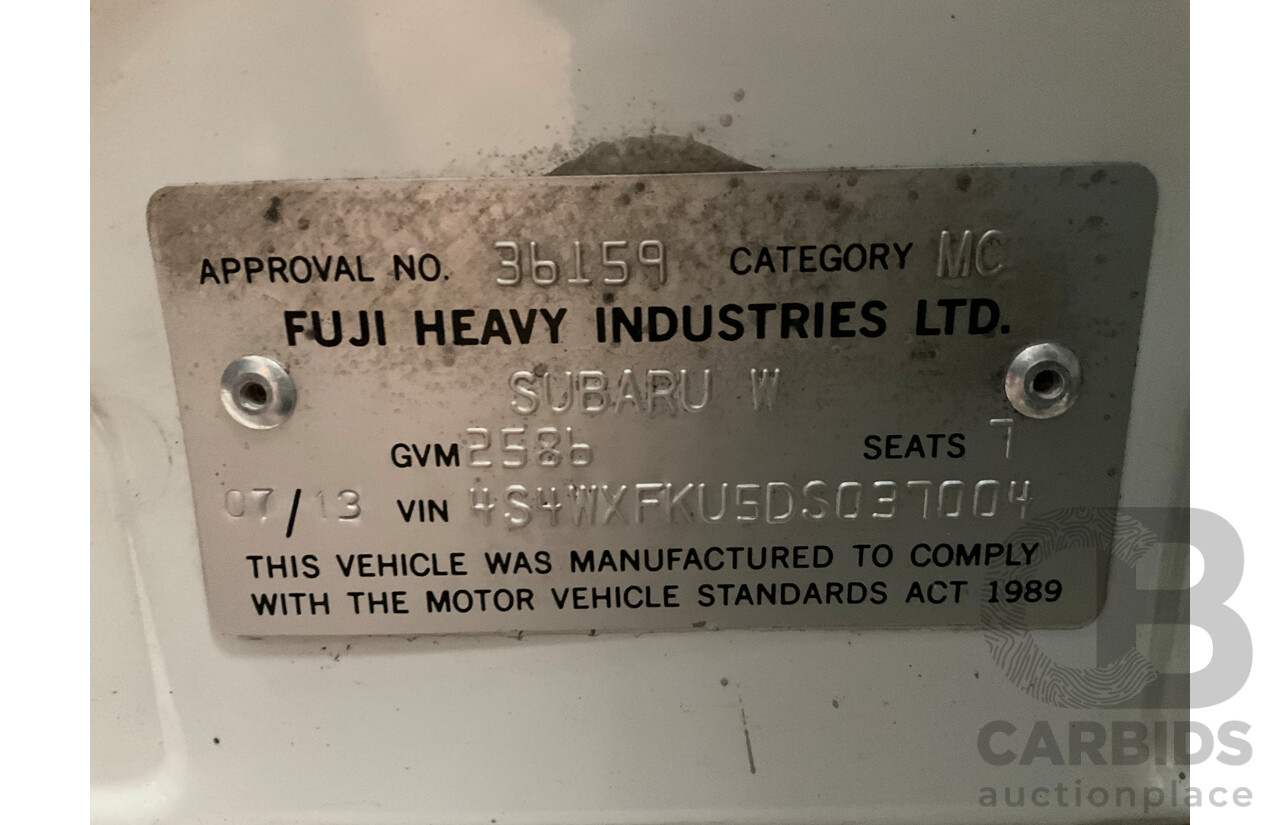 APPROVAL NO. 36159 CATEGORY MC
FUJI HEAVY INDUSTRIES LTD.
SUBARU W
GVM 2586 SEATS 7
07/13 VIN 4S4WXFKU5DS037004
THIS VEHICLE WAS MANUFACTURED TO COMPLY
WITH THE MOTOR VEHICLE STANDARDS ACT 1989
CB
CARBIDS
auctionplace